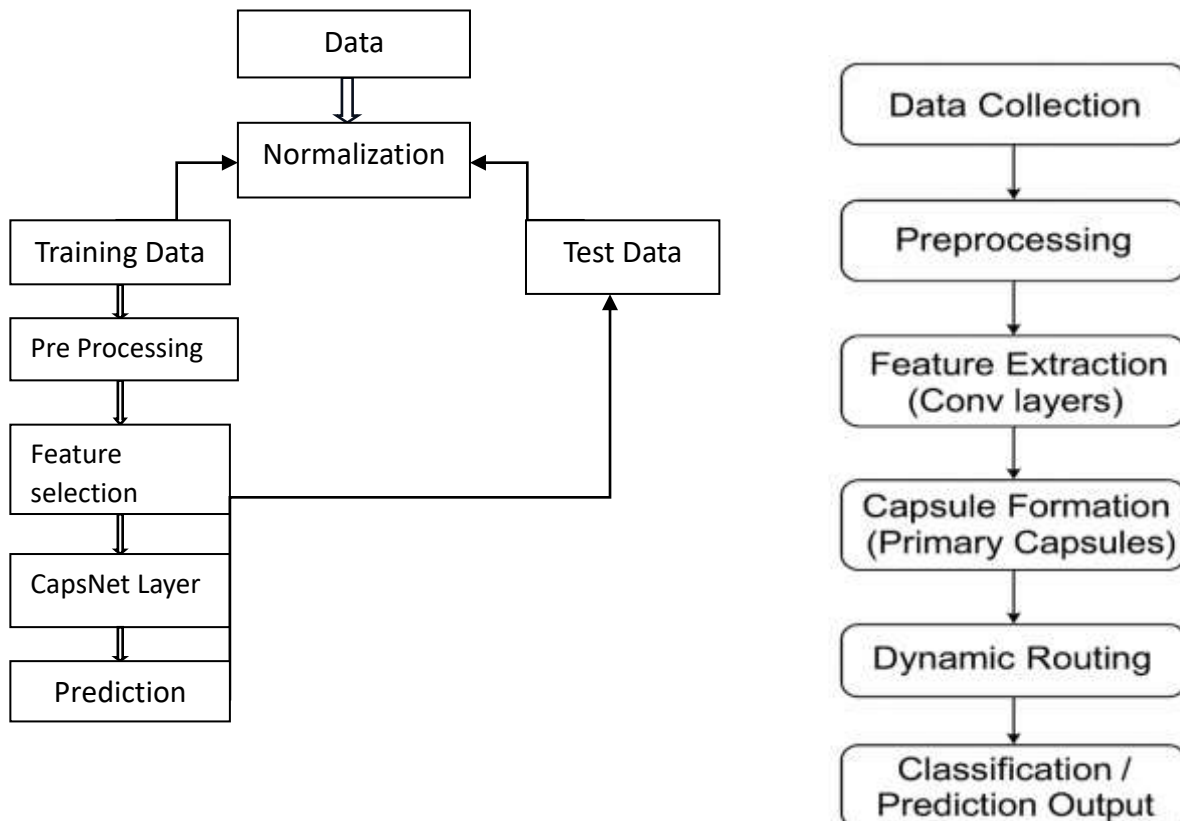 Data
Normalization
Training Data
Test Data
Pre Processing
Feature
selection
CapsNet Layer
Prediction
Data Collection
Preprocessing
Feature Extraction
(Conv layers)
Capsule Formation
(Primary Capsules)
Dynamic Routing
Classification /
Prediction Output